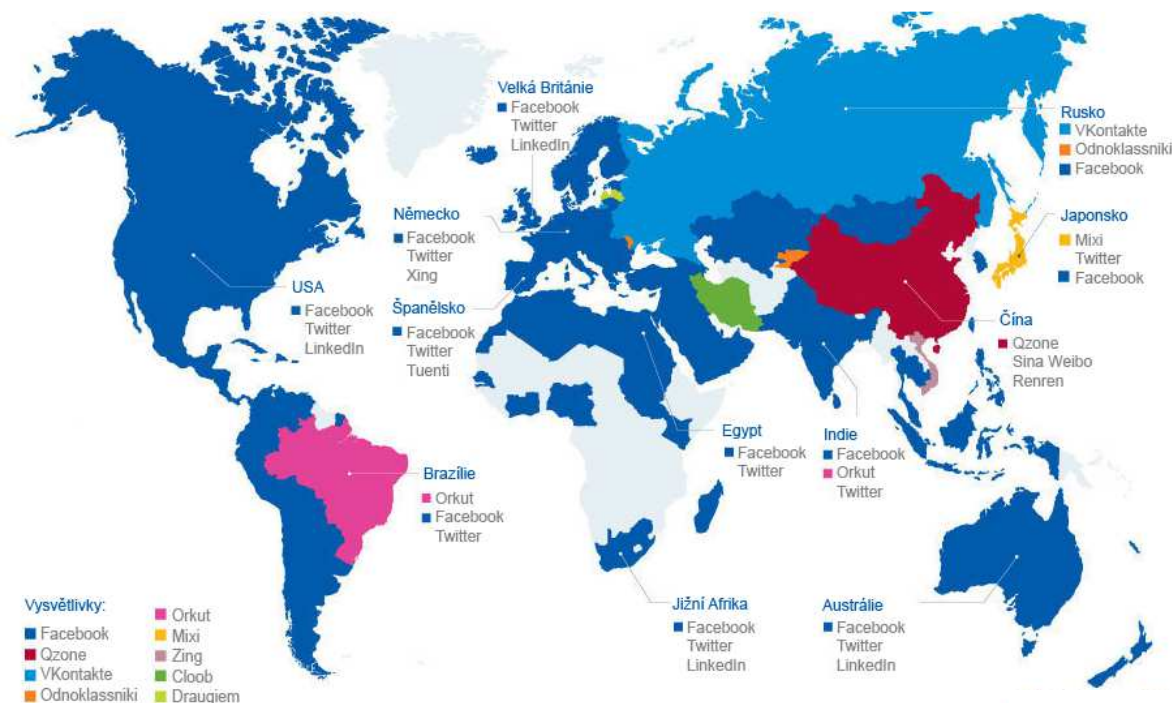 Velká Británie
Facebook
Twitter
LinkedIn
Rusko
VKontakte
Odnoklassniki
Facebook
Německo
Facebook
Twitter
Xing
Japonsko
Mixi
Twitter
Facebook
USA
Facebook
Twitter
LinkedIn
Španělsko
Facebook
Twitter
Tuenti
Čína
Qzone
Sina Weibo
Renren
Egypt
Facebook
Twitter
Indie
Facebook
Orkut
Twitter
Brazílie
Orkut
Facebook
Twitter
Jižní Afrika
Facebook
Twitter
LinkedIn
Austrálie
Facebook
Twitter
LinkedIn
Vysvětlivky:
Facebook
Qzone
VKontakte
Odnoklassniki
Orkut
Mixi
Zing
Cloob
Draugiem